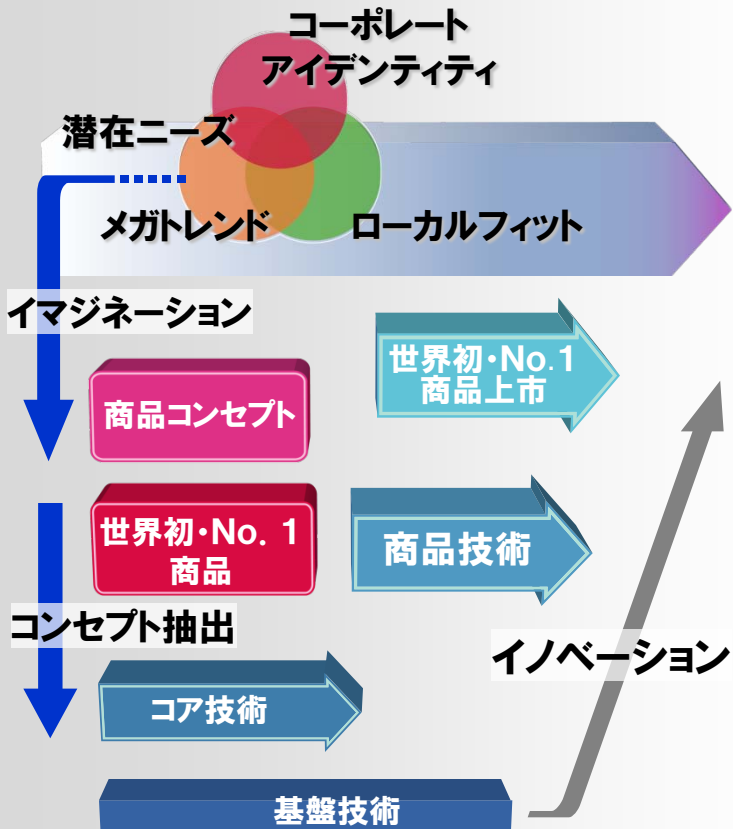 コーポレート
アイデンティティ
潜在ニーズ
メガトレンド
ローカルフィット
イマジネーション
世界初・No.1
商品上市
商品コンセプト
世界初・No. 1
商品
商品技術
コンセプト抽出
イノベーション
コア技術
基盤技術